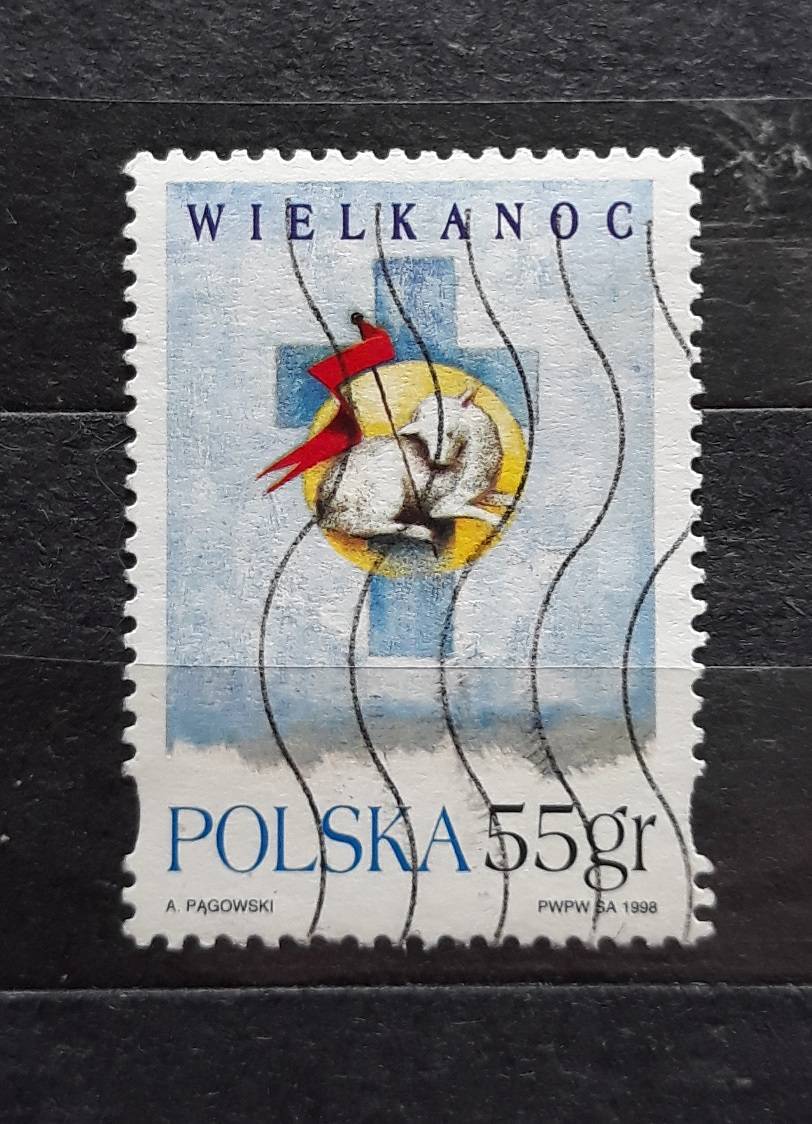 WIELKANOC
POLSKA 55gr
A. PĄGOWSKI PWPW SA 1998